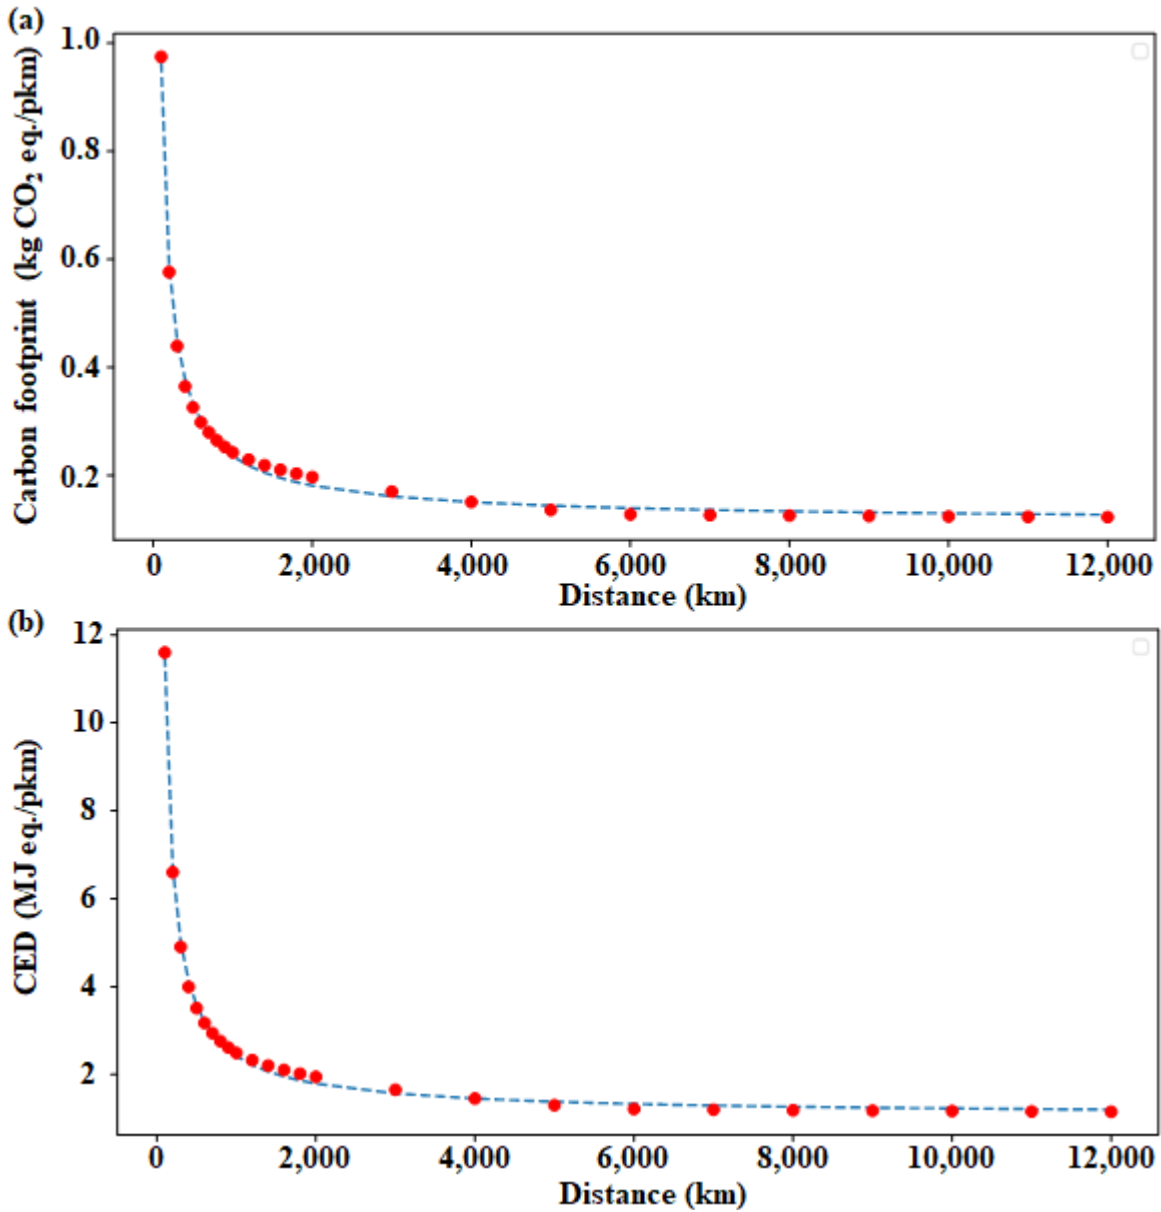 (a)
Carbon footprint (kg CO₂ eq./pkm)
1.0
0.8
0.6
0.4
0.2
0 2,000 4,000 6,000 8,000 10,000 12,000
Distance (km)
(b)
CED (MJ eq./pkm)
12
10
8
6
4
2
0 2,000 4,000 6,000 8,000 10,000 12,000
Distance (km)